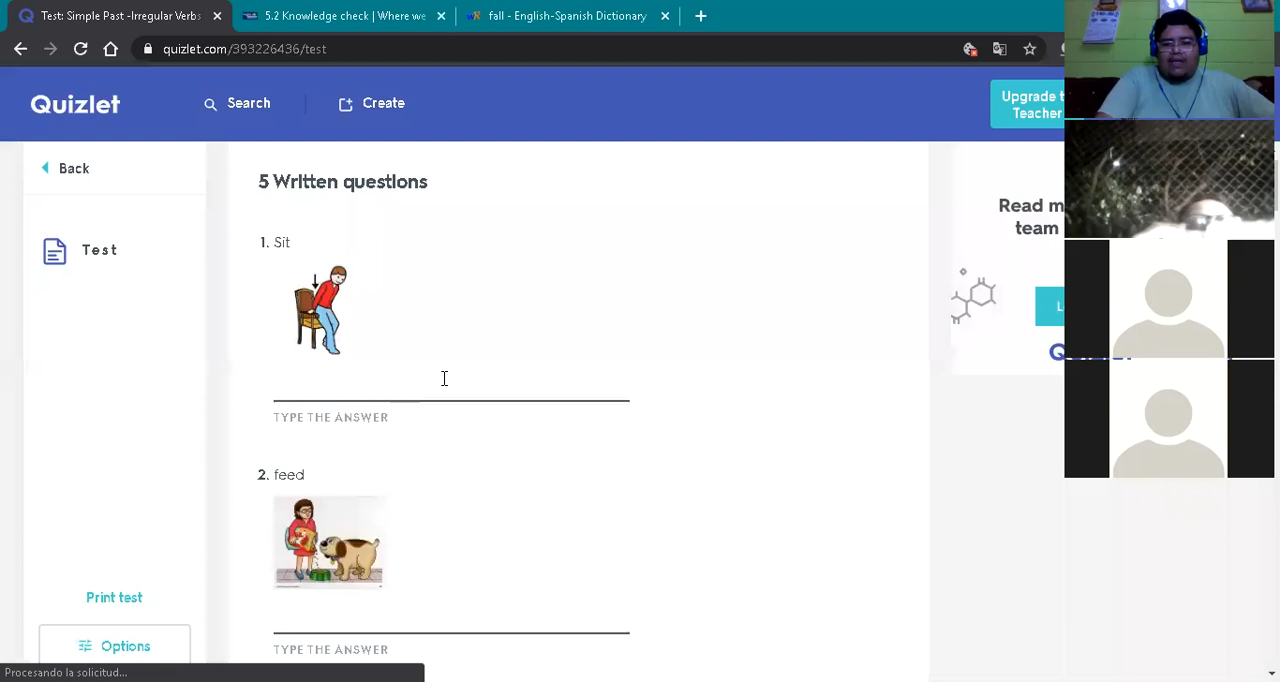 Test: Simple Past -Irregular Verbs
5.2 Knowledge check | Where we
fall - English-Spanish Dictionary
quizlet.com/393226436/test
Quizlet
Search
Create
Upgrade t
Teacher
Back
Test
Print test
Options
5 Written questions
1. Sit
TYPE THE ANSWER
2. feed
TYPE THE ANSWER
Read m
team
L
Procesando la solicitud...